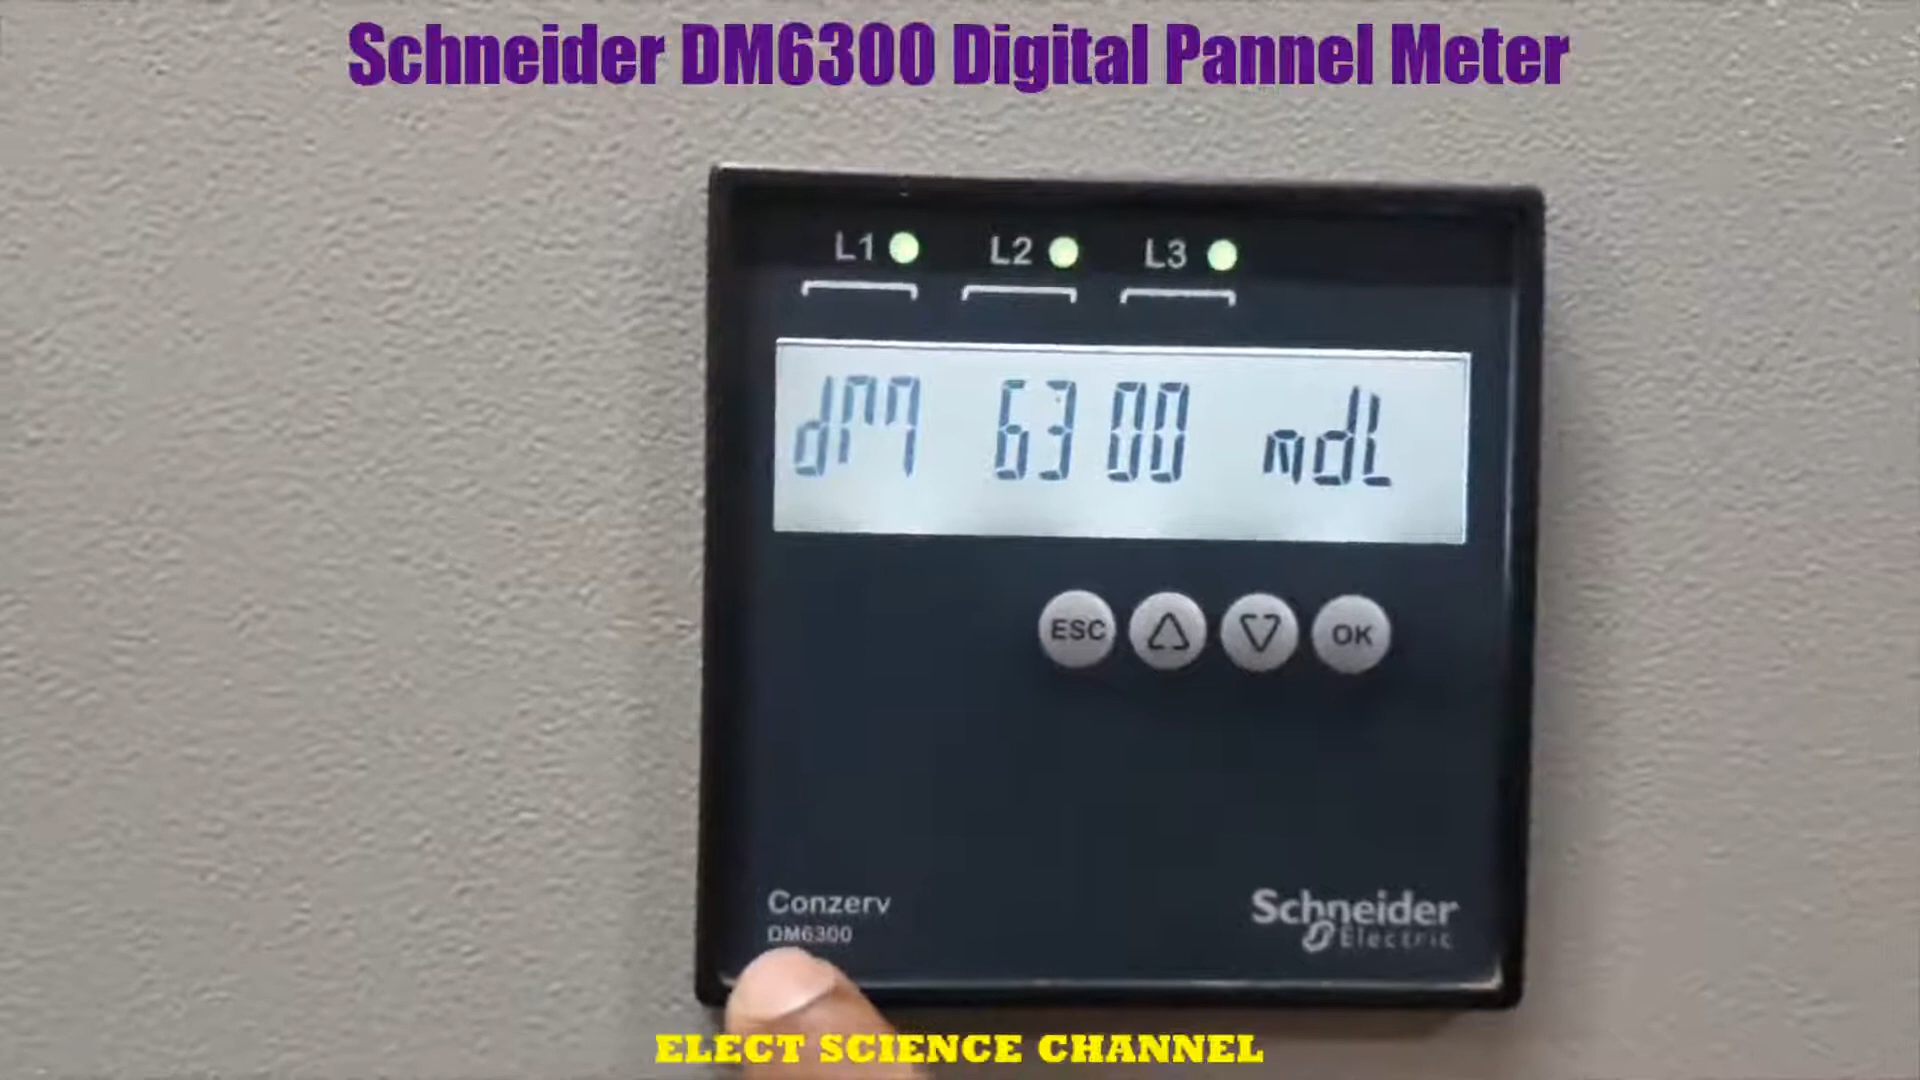 Schneider DM6300 Digital Pannel Meter
L1 L2 L3
dM 6300 mdL
ESC OK
Conzerv
DM6300
Schneider
Electric
ELECT SCIENCE CHANNEL